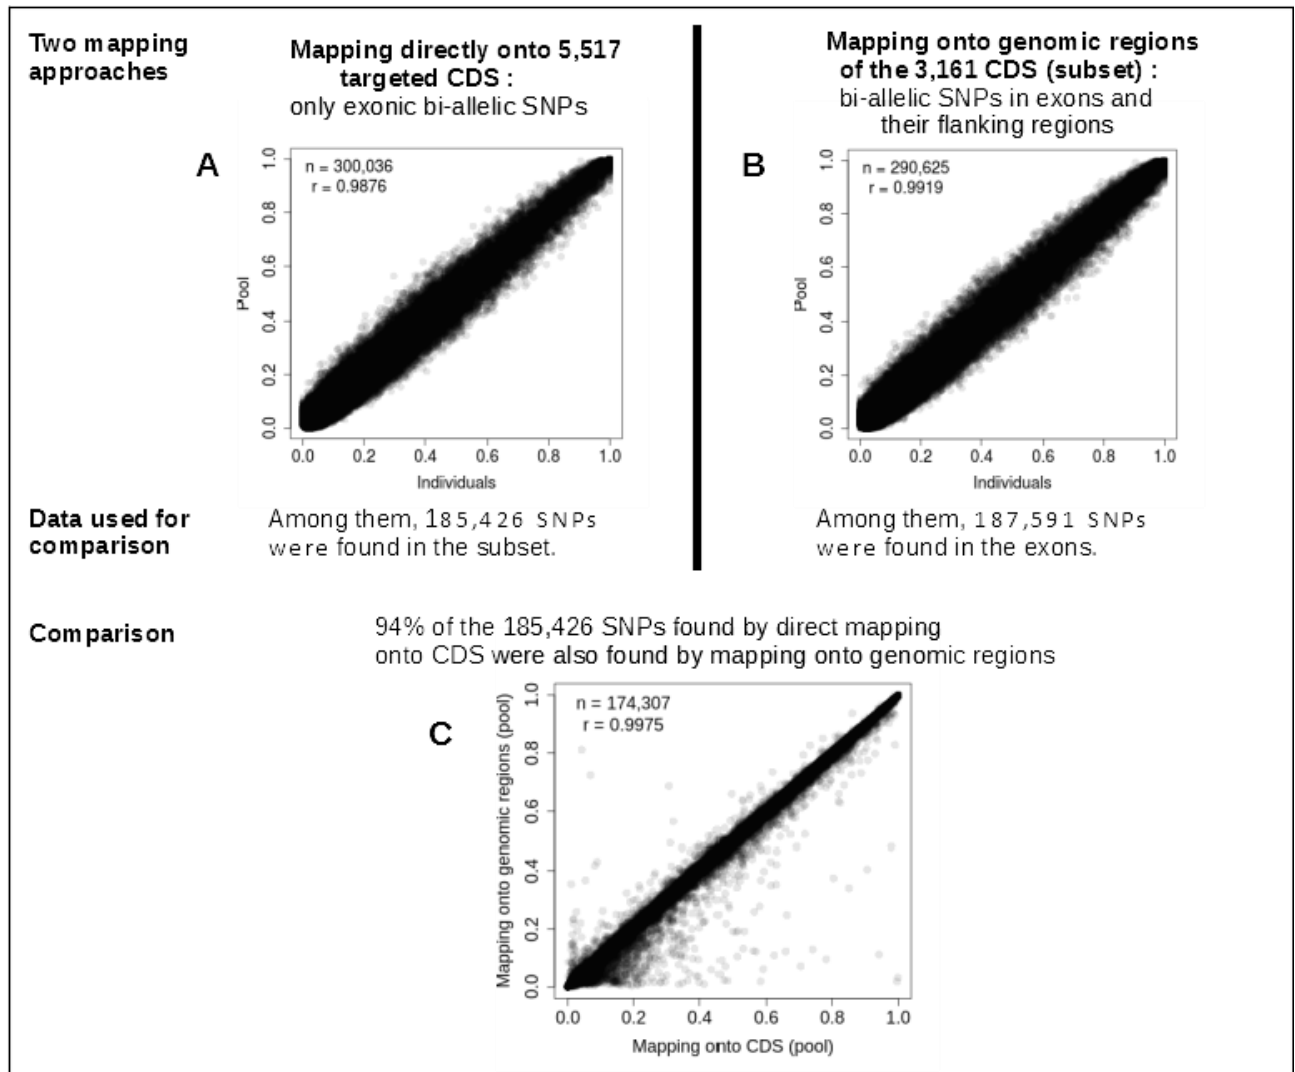 Two mapping
approaches
Mapping directly onto 5,517
targeted CDS :
only exonic bi-allelic SNPs
Mapping onto genomic regions
of the 3,161 CDS (subset) :
bi-allelic SNPs in exons and
their flanking regions
A
n = 300,036
r = 0.9876
Pool
0.0
0.2
0.4
0.6
0.8
1.0
0.0 0.2 0.4 0.6 0.8 1.0
Individuals
B
n = 290,625
r = 0.9919
Pool
0.0
0.2
0.4
0.6
0.8
1.0
0.0 0.2 0.4 0.6 0.8 1.0
Individuals
Data used for
comparison
Among them, 185,426 SNPs
were found in the subset.
Among them, 187,591 SNPs
were found in the exons.
Comparison
94% of the 185,426 SNPs found by direct mapping
onto CDS were also found by mapping onto genomic regions
C
n = 174,307
r = 0.9975
Mapping onto genomic regions (pool)
0.0
0.2
0.4
0.6
0.8
1.0
0.0 0.2 0.4 0.6 0.8 1.0
Mapping onto CDS (pool)